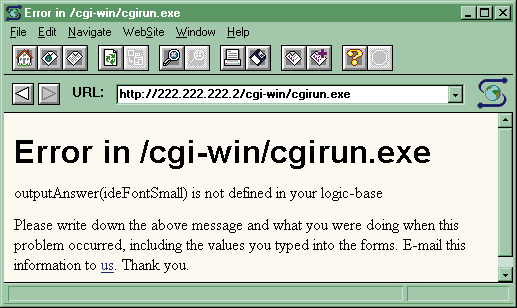 Error in /cgi-win/cgirun.exe
File Edit Navigate WebSite Window Help
URL: http://222.222.222.2/cgi-win/cgirun.exe
Error in /cgi-win/cgirun.exe
outputAnswer(ideFontSmall) is not defined in your logic-base
Please write down the above message and what you were doing when this
problem occurred, including the values you typed into the forms. E-mail this
information to us. Thank you.